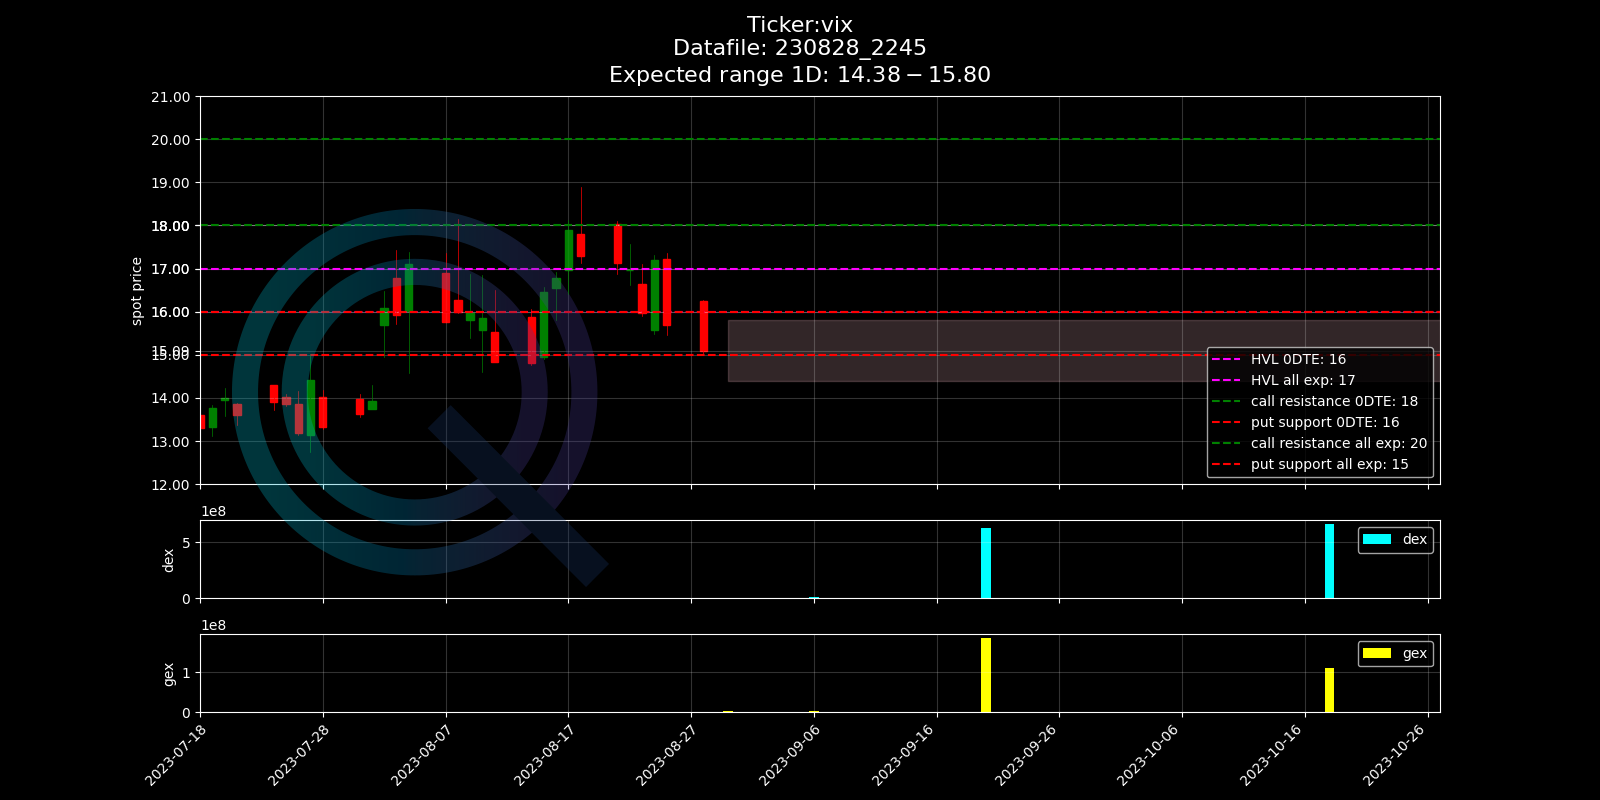 Ticker:vix
Datafile: 230828_2245
Expected range 1D: 14.38 − 15.80
21.00
20.00
19.00
18.00
17.00
16.00
15.09
15.00
14.00
13.00
12.00
spot price
HVL 0DTE: 16
HVL all exp: 17
call resistance 0DTE: 18
put support 0DTE: 16
call resistance all exp: 20
put support all exp: 15
1e8
5
0
dex
dex
1e8
1
0
gex
gex
2023-07-18
2023-07-28
2023-08-07
2023-08-17
2023-08-27
2023-09-06
2023-09-16
2023-09-26
2023-10-06
2023-10-16
2023-10-26